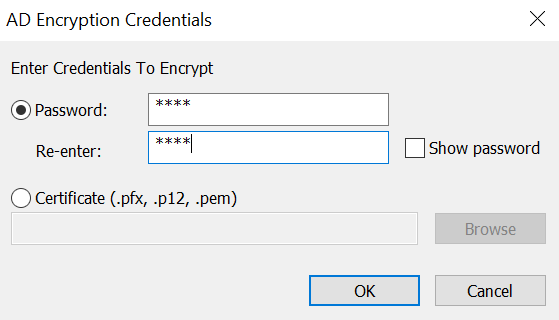 AD Encryption Credentials
Enter Credentials To Encrypt
Password: ****
Re-enter: **** Show password
Certificate (.pfx, .p12, .pem)
Browse
OK Cancel